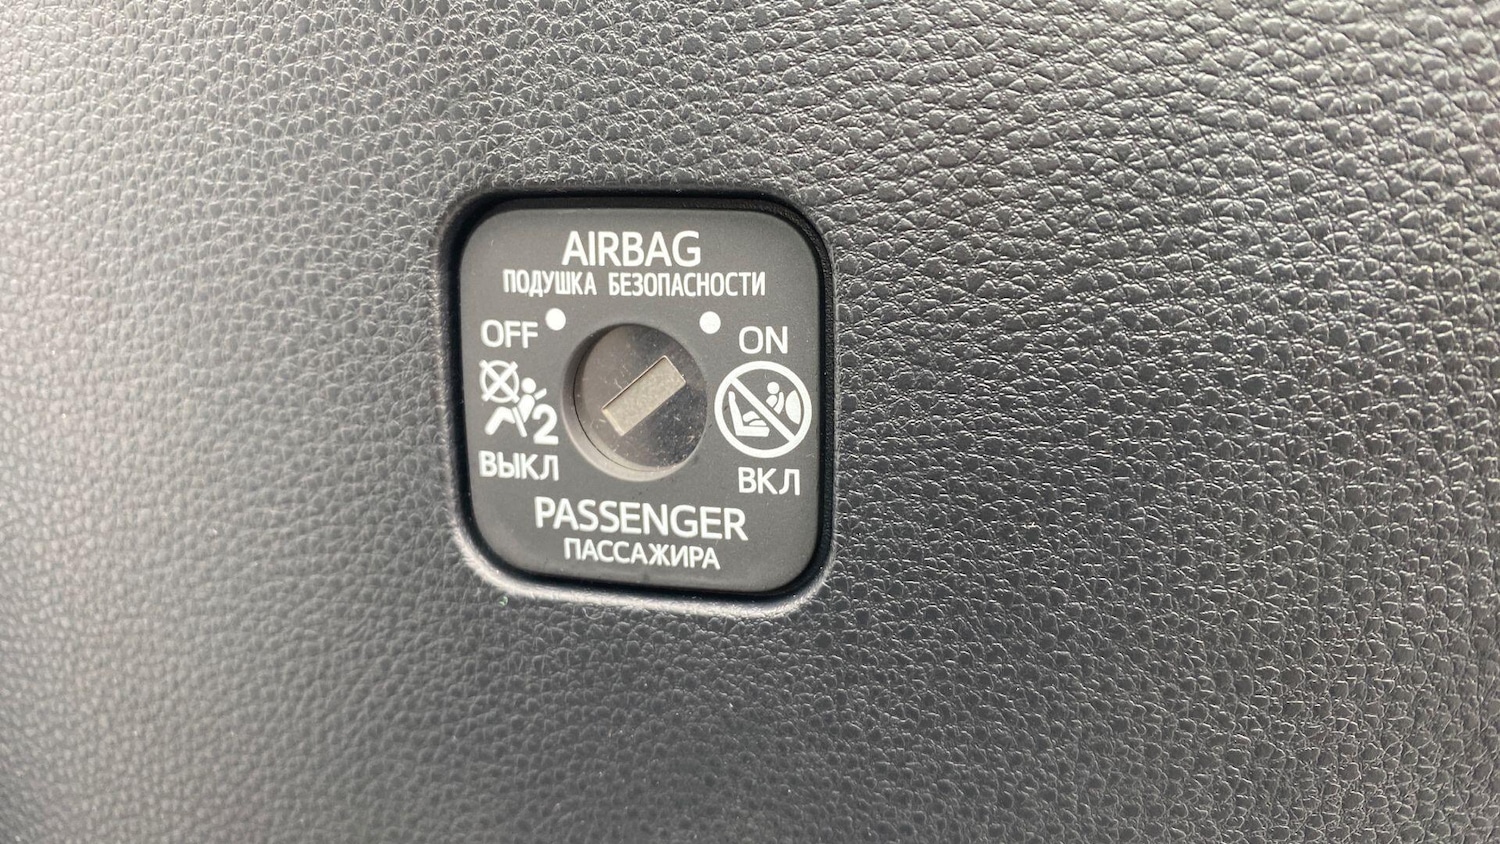 AIRBAG
ПОДУШКА БЕЗОПАСНОСТИ
OFF
ON
2
ВЫКЛ
ВКЛ
PASSENGER
ПАССАЖИРА